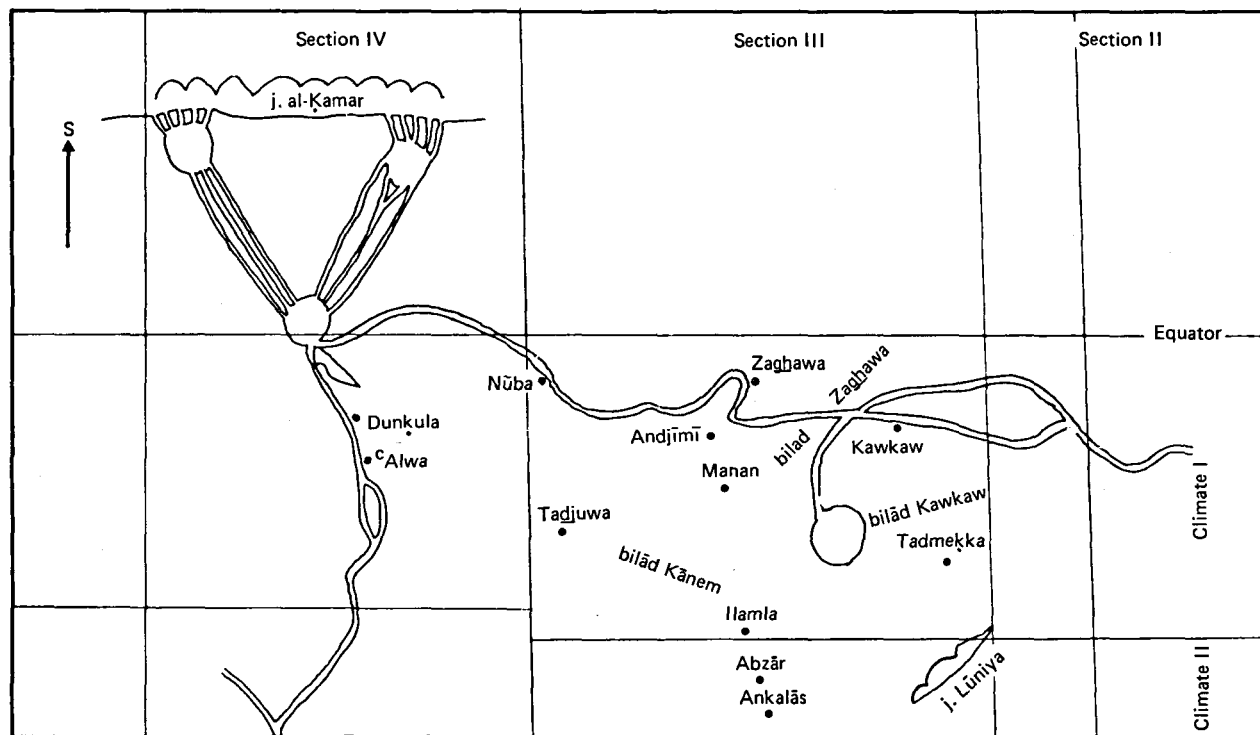 Section IV
Section III
Section II
j. al-Ḳamar
S
Equator
Zaghawa
Zaghawa
Nūba
Dunkula
Andjīmī
bilad
Kawkaw
ᶜAlwa
Manan
bilād Kawkaw
Climate I
Tadjuwa
Tadmekka
bilād Kānem
Ilamla
Abzār
j. Lūniya
Ankalās
Climate II